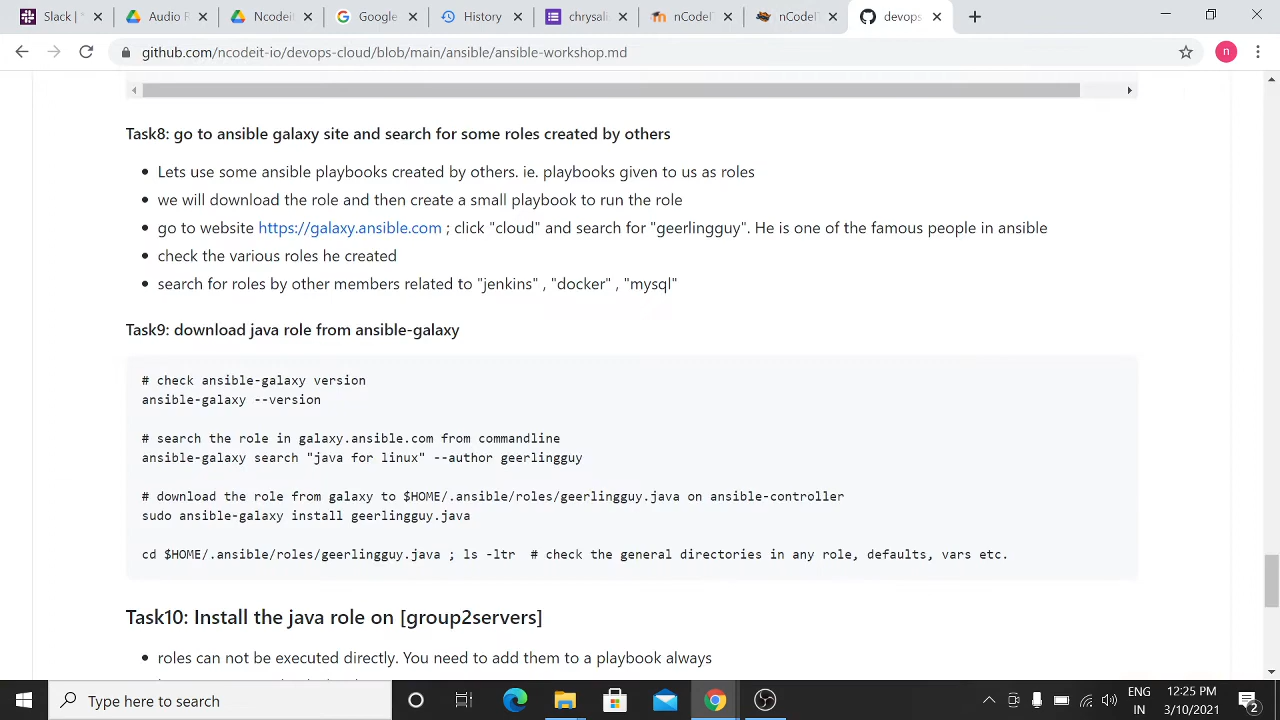 Slack | *
Audio F
Ncodei
Google
History
chrysali
nCodeI
nCodeI
devops
github.com/ncodeit-io/devops-cloud/blob/main/ansible/ansible-workshop.md
n
Task8: go to ansible galaxy site and search for some roles created by others
Lets use some ansible playbooks created by others. ie. playbooks given to us as roles
we will download the role and then create a small playbook to run the role
go to website https://galaxy.ansible.com ; click "cloud" and search for "geerlingguy". He is one of the famous people in ansible
check the various roles he created
search for roles by other members related to "jenkins" , "docker" , "mysql"
Task9: download java role from ansible-galaxy
# check ansible-galaxy version
ansible-galaxy --version
# search the role in galaxy.ansible.com from commandline
ansible-galaxy search "java for linux" --author geerlingguy
# download the role from galaxy to $HOME/.ansible/roles/geerlingguy.java on ansible-controller
sudo ansible-galaxy install geerlingguy.java
cd $HOME/.ansible/roles/geerlingguy.java ; ls -ltr # check the general directories in any role, defaults, vars etc.
Task10: Install the java role on [group2servers]
roles can not be executed directly. You need to add them to a playbook always
Type here to search
ENG
IN
12:25 PM
3/10/2021
2